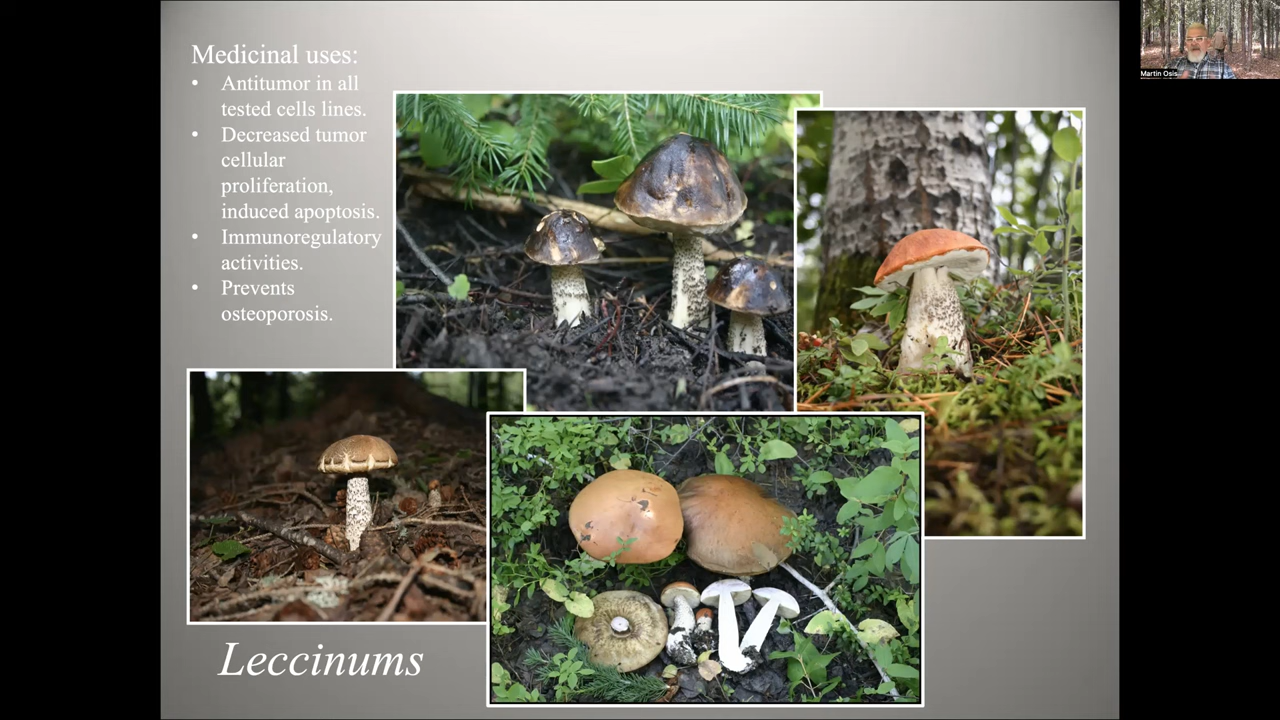 Medicinal uses:
• Antitumor in all
tested cells lines.
• Decreased tumor
cellular
proliferation,
induced apoptosis.
• Immunoregulatory
activities.
• Prevents
osteoporosis.
Leccinums
Martin Osis